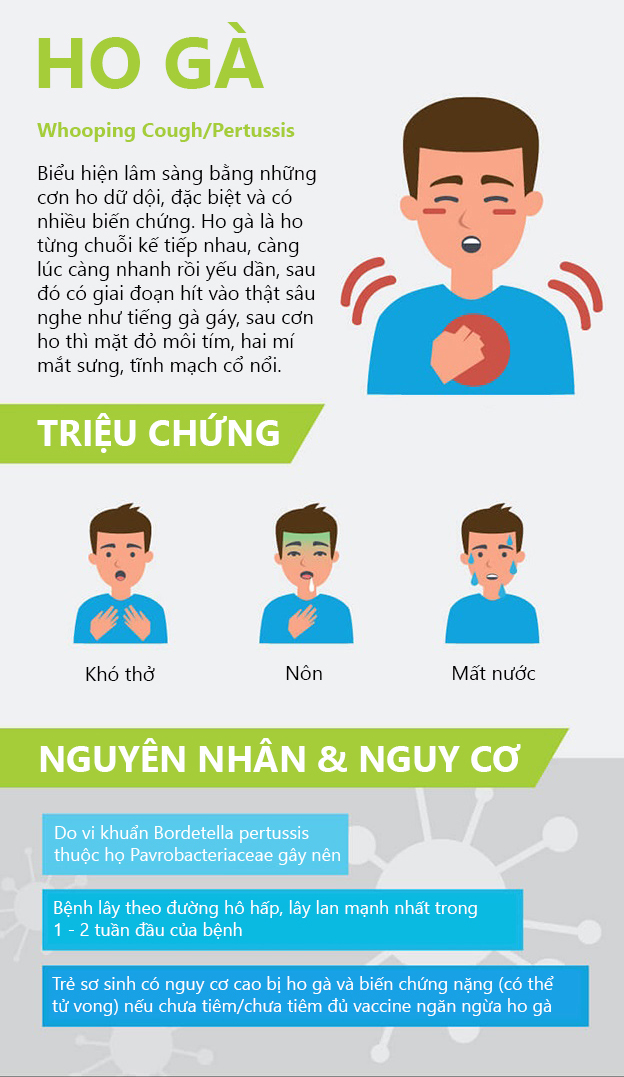 HO GÀ
Whooping Cough/Pertussis
Biểu hiện lâm sàng bằng những
cơn ho dữ dội, đặc biệt và có
nhiều biến chứng. Ho gà là ho
từng chuỗi kế tiếp nhau, càng
lúc càng nhanh rồi yếu dần, sau
đó có giai đoạn hít vào thật sâu
nghe như tiếng gà gáy, sau cơn
ho thì mặt đỏ môi tím, hai mí
mắt sưng, tĩnh mạch cổ nổi.
TRIỆU CHỨNG
Khó thở
Nôn
Mất nước
NGUYÊN NHÂN & NGUY CƠ
Do vi khuẩn Bordetella pertussis
thuộc họ Pavrobacteriaceae gây nên
Bệnh lây theo đường hô hấp, lây lan mạnh nhất trong
1 - 2 tuần đầu của bệnh
Trẻ sơ sinh có nguy cơ cao bị ho gà và biến chứng nặng (có thể
tử vong) nếu chưa tiêm/chưa tiêm đủ vaccine ngăn ngừa ho gà